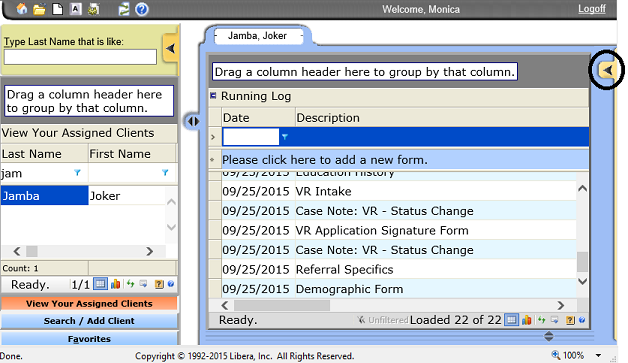 Welcome, Monica
Logoff
Type Last Name that is like:
Jamba, Joker
Drag a column header here
to group by that column.
View Your Assigned Clients
Last Name First Name
jam
Jamba Joker
Count: 1
Ready. 1/1
View Your Assigned Clients
Search / Add Client
Favorites
Drag a column header here to group by that column.
Running Log
Date Description
Please click here to add a new form.
09/25/2015 Education History
09/25/2015 VR Intake
09/25/2015 Case Note: VR - Status Change
09/25/2015 VR Application Signature Form
09/25/2015 Case Note: VR - Status Change
09/25/2015 Referral Specifics
09/25/2015 Demographic Form
Ready. Unfiltered Loaded 22 of 22
Done. Copyright © 1992-2015 Libera, Inc. All Rights Reserved. 100%